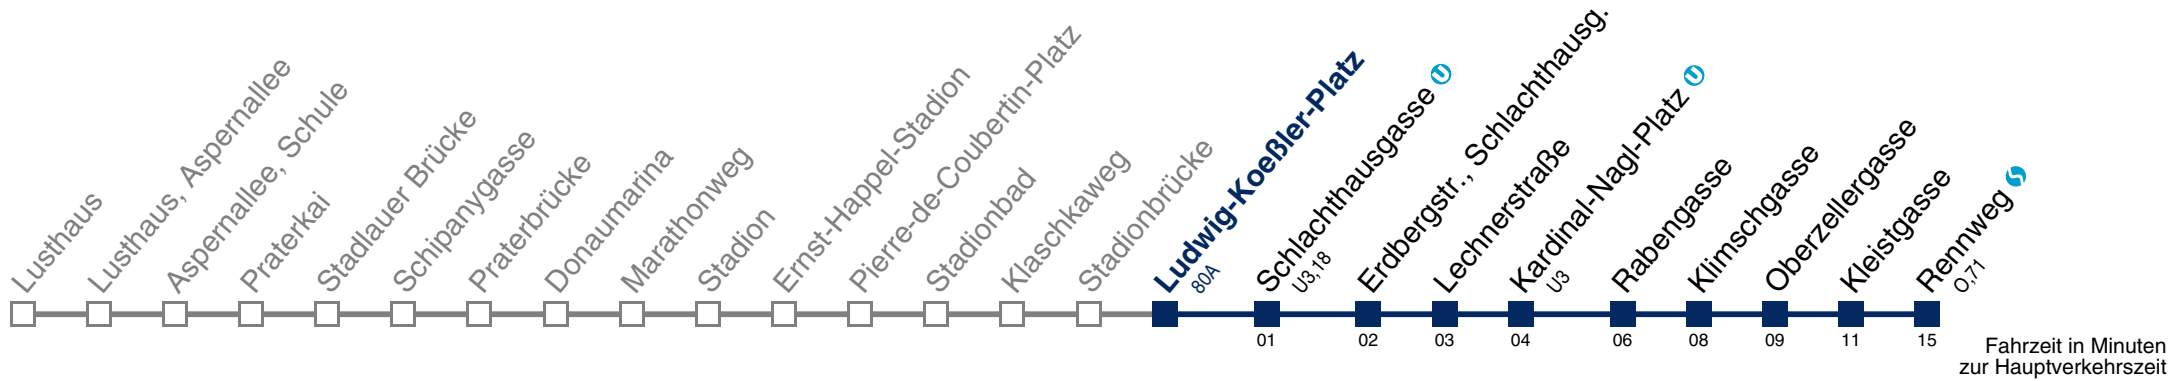 Lusthaus
Lusthaus, Aspernallee
Aspernallee, Schule
Praterkai
Stadlauer Brücke
Schipanygasse
Praterbrücke
Donaumarina
Marathonweg
Stadion
Ernst-Happel-Stadion
Pierre-de-Coubertin-Platz
Stadionbad
Klaschkaweg
Stadionbrücke
Ludwig-Koeßler-Platz
80A
Schlachthausgasse U
U3,18
Erdbergstr., Schlachthausg.
Lechnerstraße
Kardinal-Nagl-Platz U
U3
Rabengasse
Klimschgasse
Oberzellergasse
Kleistgasse
Rennweg S
O,71
01 02 03 04 06 08 09 11 15
Fahrzeit in Minuten
zur Hauptverkehrszeit